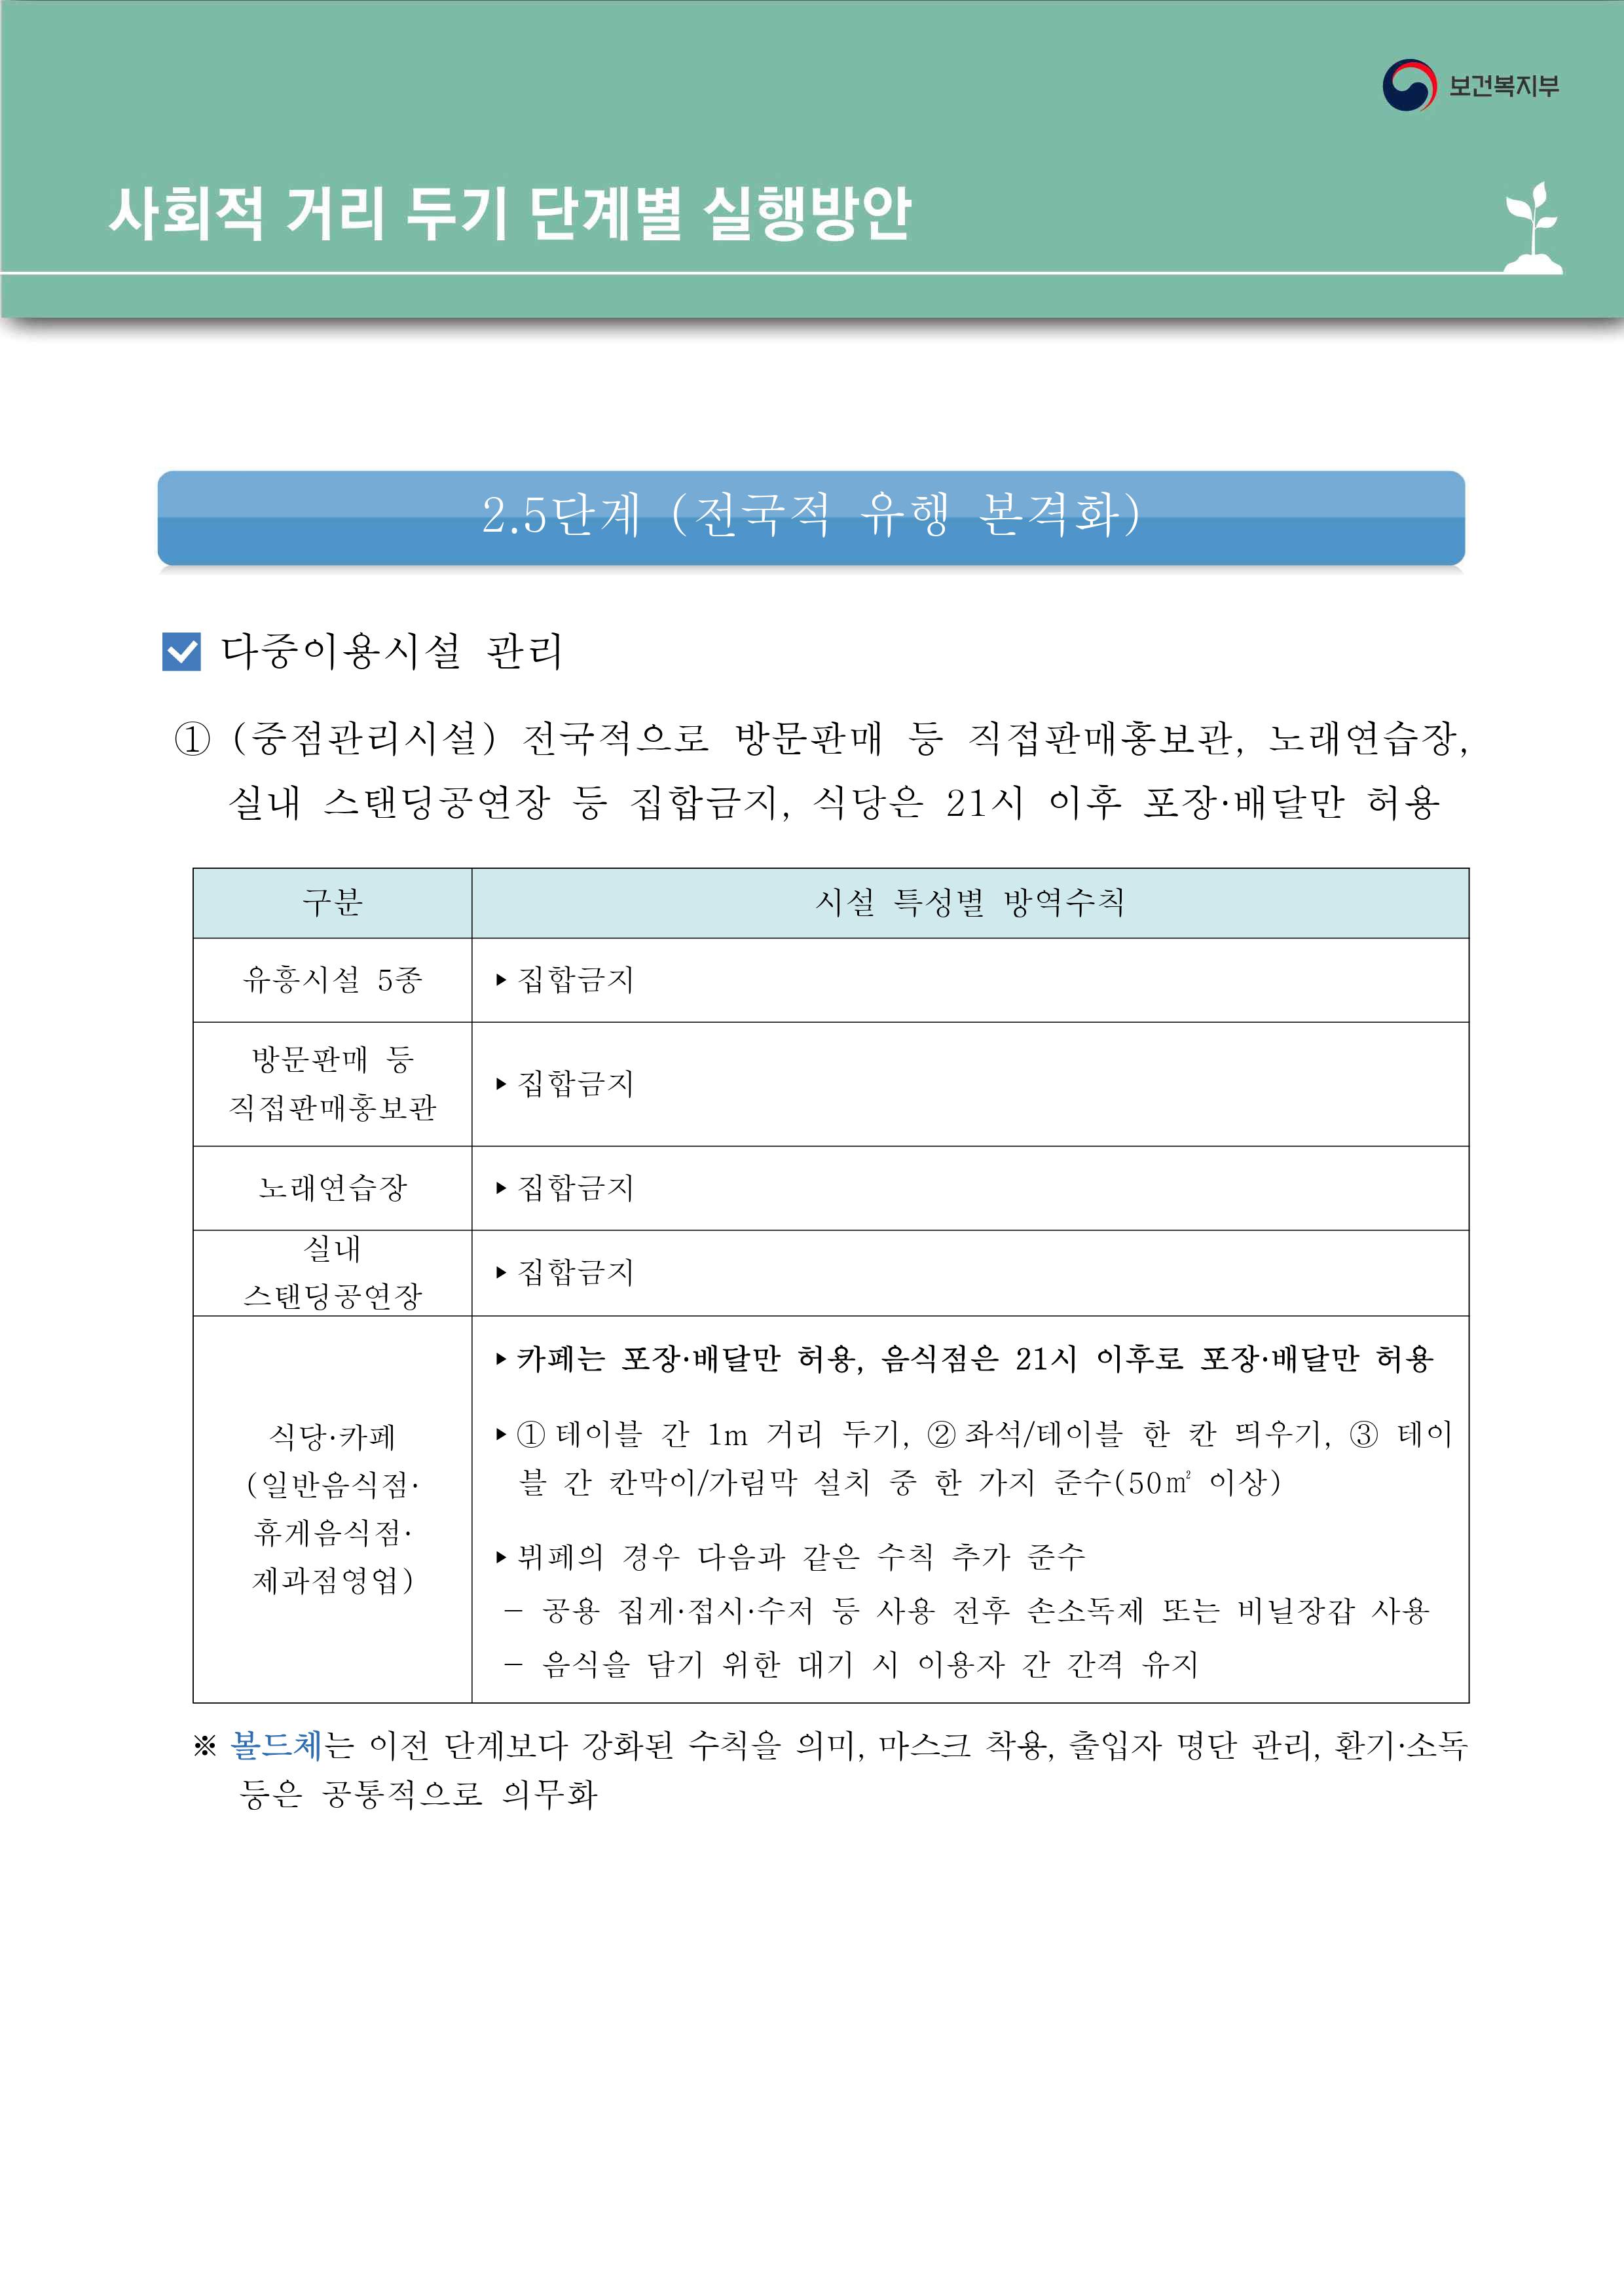 보건복지부
사회적 거리 두기 단계별 실행방안
2.5단계 (전국적 유행 본격화)
다중이용시설 관리
① (중점관리시설) 전국적으로 방문판매 등 직접판매홍보관, 노래연습장,
실내 스탠딩공연장 등 집합금지, 식당은 21시 이후 포장·배달만 허용
구분 시설 특성별 방역수칙
유흥시설 5종 ▸집합금지
방문판매 등
직접판매홍보관
▸집합금지
노래연습장 ▸집합금지
실내
스탠딩공연장
▸집합금지
식당·카페
(일반음식점·
휴게음식점·
제과점영업)
▸카페는 포장·배달만 허용, 음식점은 21시 이후로 포장·배달만 허용
▸① 테이블 간 1m 거리 두기, ② 좌석/테이블 한 칸 띄우기, ③ 테이
블 간 칸막이/가림막 설치 중 한 가지 준수(50㎡ 이상)
▸뷔페의 경우 다음과 같은 수칙 추가 준수
- 공용 집게·접시·수저 등 사용 전후 손소독제 또는 비닐장갑 사용
- 음식을 담기 위한 대기 시 이용자 간 간격 유지
※ 볼드체는 이전 단계보다 강화된 수칙을 의미, 마스크 착용, 출입자 명단 관리, 환기·소독
등은 공통적으로 의무화